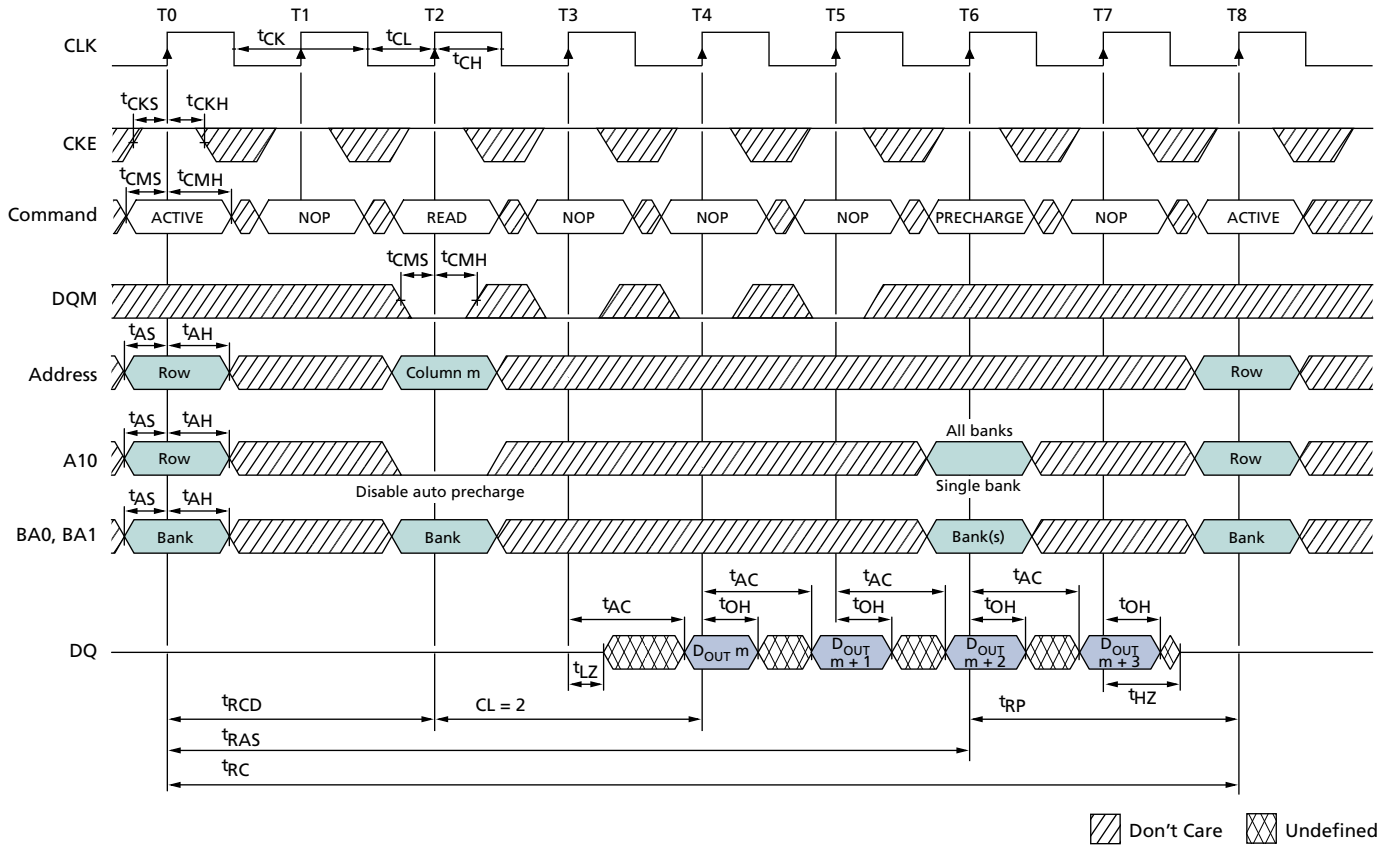 T0 T1 T2 T3 T4 T5 T6 T7 T8
CLK tCK tCL tCH
tCKS tCKH
CKE
tCMS tCMH
Command ACTIVE NOP READ NOP NOP NOP PRECHARGE NOP ACTIVE
tCMS tCMH
DQM
tAS tAH
Address Row Column m Row
tAS tAH All banks
A10 Row Row
Disable auto precharge Single bank
tAS tAH
BA0, BA1 Bank Bank Bank(s) Bank
tAC tAC tAC
tAC tOH tOH tOH tOH
DQ DOUT m DOUT m + 1 DOUT m + 2 DOUT m + 3
tLZ tHZ
tRCD CL = 2 tRP
tRAS
tRC
Don't Care Undefined